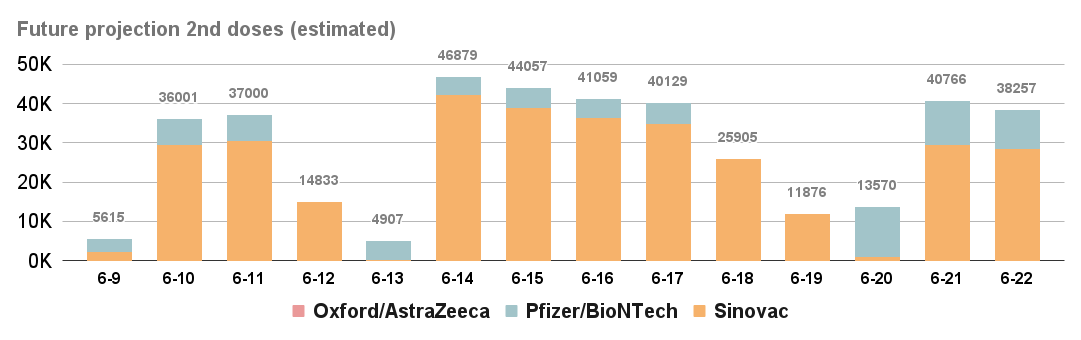 Future projection 2nd doses (estimated)
50K
40K
30K
20K
10K
0K
5615
36001
37000
14833
4907
46879
44057
41059
40129
25905
11876
13570
40766
38257
6-9 6-10 6-11 6-12 6-13 6-14 6-15 6-16 6-17 6-18 6-19 6-20 6-21 6-22
Oxford/AstraZeeca Pfizer/BioNTech Sinovac